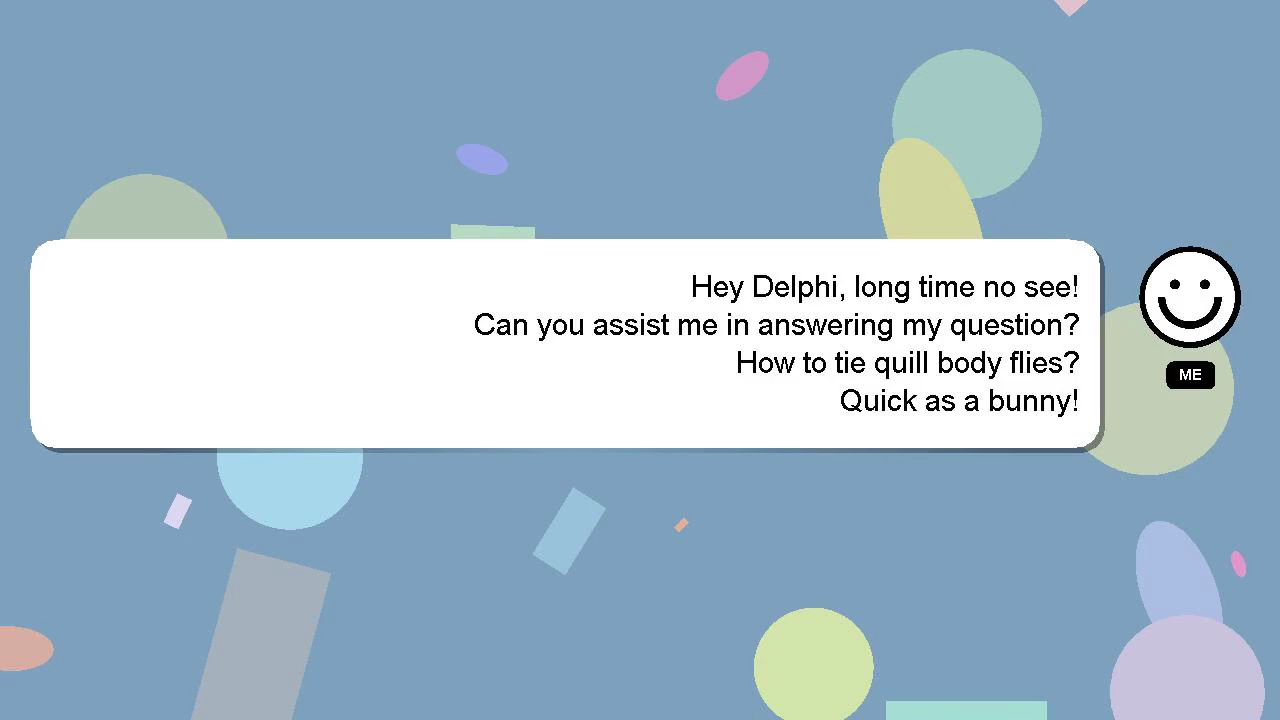 Hey Delphi, long time no see!
Can you assist me in answering my question?
How to tie quill body flies?
Quick as a bunny!
ME